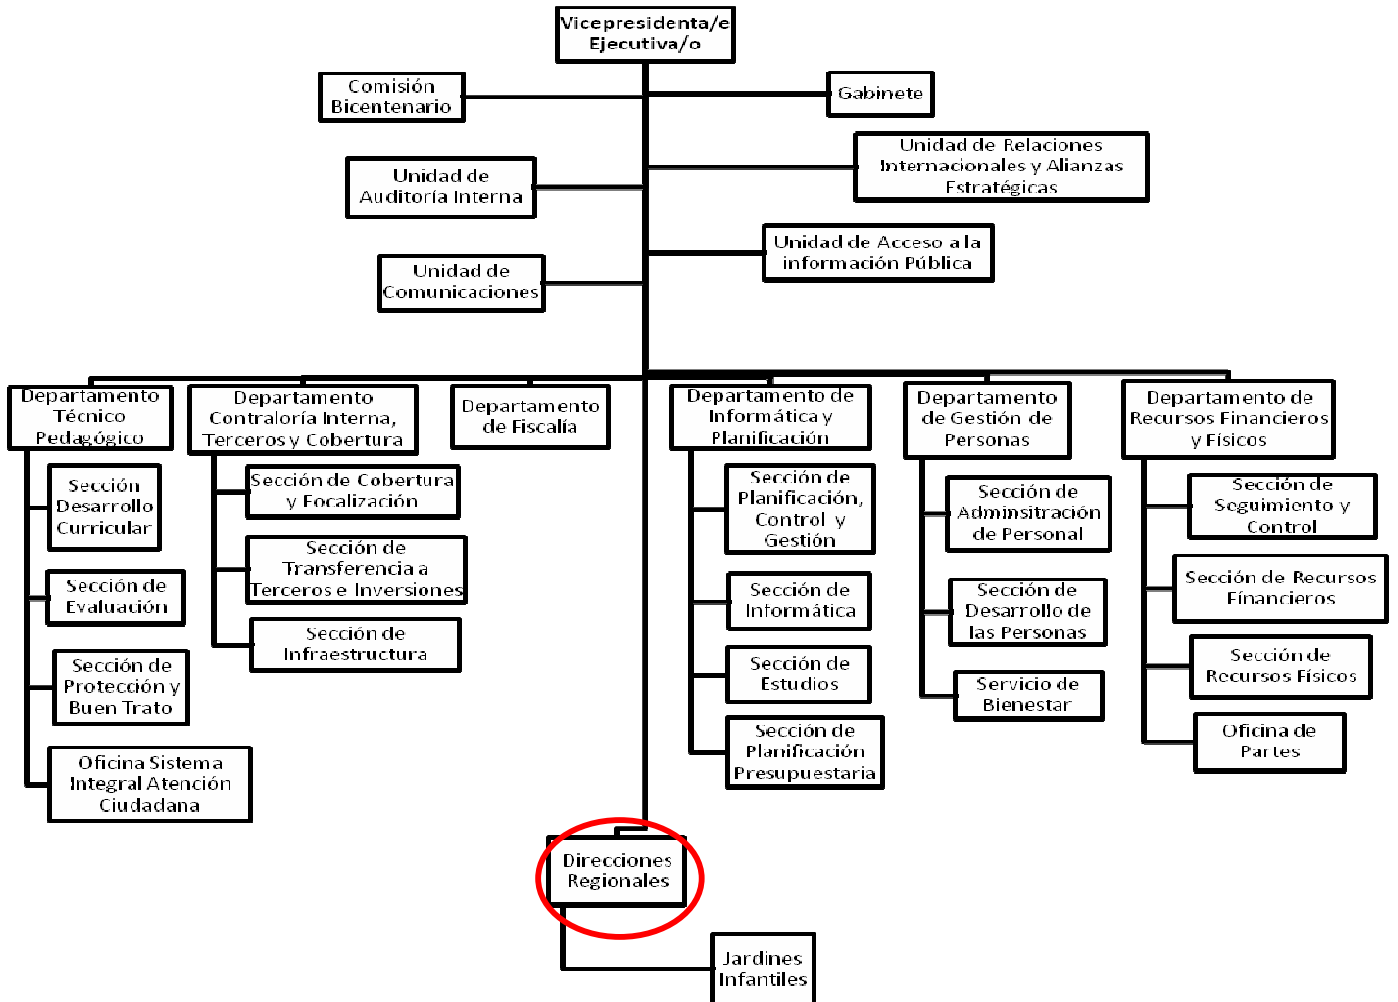 Vicepresidenta/e
Ejecutiva/o
Comisión
Bicentenario
Gabinete
Unidad de Relaciones
Internacionales y Alianzas
Estratégicas
Unidad de
Auditoría Interna
Unidad de Acceso a la
información Pública
Unidad de
Comunicaciones
Departamento
Técnico
Pedagógico
Departamento
Contraloría Interna,
Terceros y Cobertura
Departamento
de Fiscalía
Departamento de
Informática y
Planificación
Departamento
de Gestión de
Personas
Departamento de
Recursos Financieros
y Físicos
Sección
Desarrollo
Curricular
Sección de
Evaluación
Sección de
Protección y
Buen Trato
Oficina Sistema
Integral Atención
Ciudadana
Sección de Cobertura
y Focalización
Sección de
Transferencia a
Terceros e Inversiones
Sección de
Infraestructura
Sección de
Planificación,
Control y
Gestión
Sección de
Informática
Sección de
Estudios
Sección de
Planificación
Presupuestaria
Sección de
Adminsitración
de Personal
Sección de
Desarrollo de
las Personas
Servicio de
Bienestar
Sección de
Seguimiento y
Control
Sección de Recursos
Fínancieros
Sección de
Recursos Físicos
Oficina de
Partes
Direcciones
Regionales
Jardines
Infantiles